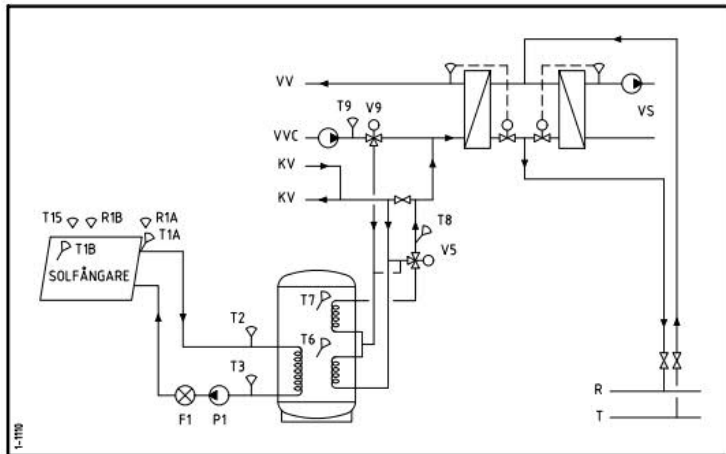 VV
T9 V9
VS
VVC
KV
KV
T15 R1B R1A
T1A
T8
T1B
SOLFÅNGARE
V5
T7
T2
T6
T3
F1 P1
R
T
1-1110